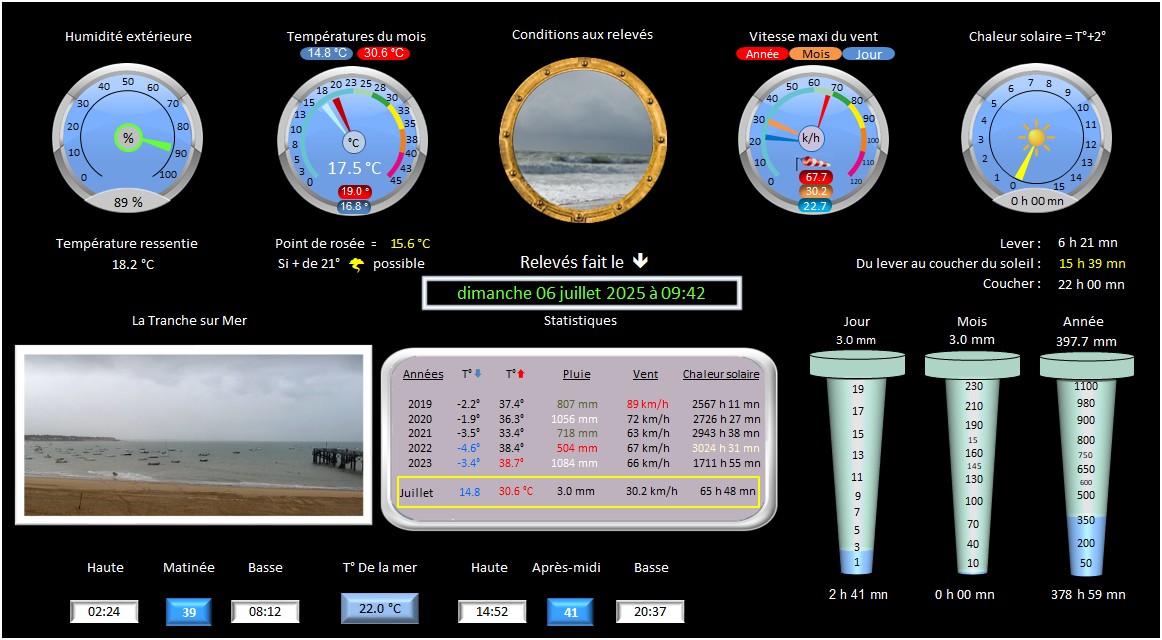 Humidité extérieure
Températures du mois
14.8 °C 30.6 °C
Conditions aux relevés
Vitesse maxi du vent
Année Mois Jour
Chaleur solaire = T°+2°
0 10 20 30 40 50 60 70 80 90 100
%
89 %
0 3 5 8 10 13 15 18 20 23 25 28 30 33 35 38 40 43 45
°C
17.5 °C
19.0 °
16.8 °
0 10 20 30 40 50 60 70 80 90 100 110 120
k/h
67.7
30.2
22.7
0 1 2 3 4 5 6 7 8 9 10 11 12 13 14 15
0 h 00 mn
Température ressentie
18.2 °C
Point de rosée = 15.6 °C
Si + de 21° possible
Relevés fait le
dimanche 06 juillet 2025 à 09:42
Lever : 6 h 21 mn
Du lever au coucher du soleil : 15 h 39 mn
Coucher : 22 h 00 mn
La Tranche sur Mer
Statistiques
Années T° T° Pluie Vent Chaleur solaire
2019 -2.2° 37.4° 807 mm 89 km/h 2567 h 11 mn
2020 -1.9° 36.3° 1056 mm 72 km/h 2726 h 27 mn
2021 -3.5° 33.4° 718 mm 63 km/h 2943 h 38 mn
2022 -4.6° 38.4° 504 mm 67 km/h 3024 h 31 mn
2023 -3.4° 38.7° 1084 mm 66 km/h 1711 h 55 mn
Juillet 14.8 30.6 °C 3.0 mm 30.2 km/h 65 h 48 mn
Jour
3.0 mm
19
17
15
13
11
9
7
5
3
1
2 h 41 mn
Mois
3.0 mm
230
210
190
15
160
145
130
100
70
40
10
0 h 00 mn
Année
397.7 mm
1100
980
900
800
750
650
600
500
350
200
50
378 h 59 mn
Haute Matinée Basse T° De la mer Haute Après-midi Basse
02:24 39 08:12 22.0 °C 14:52 41 20:37